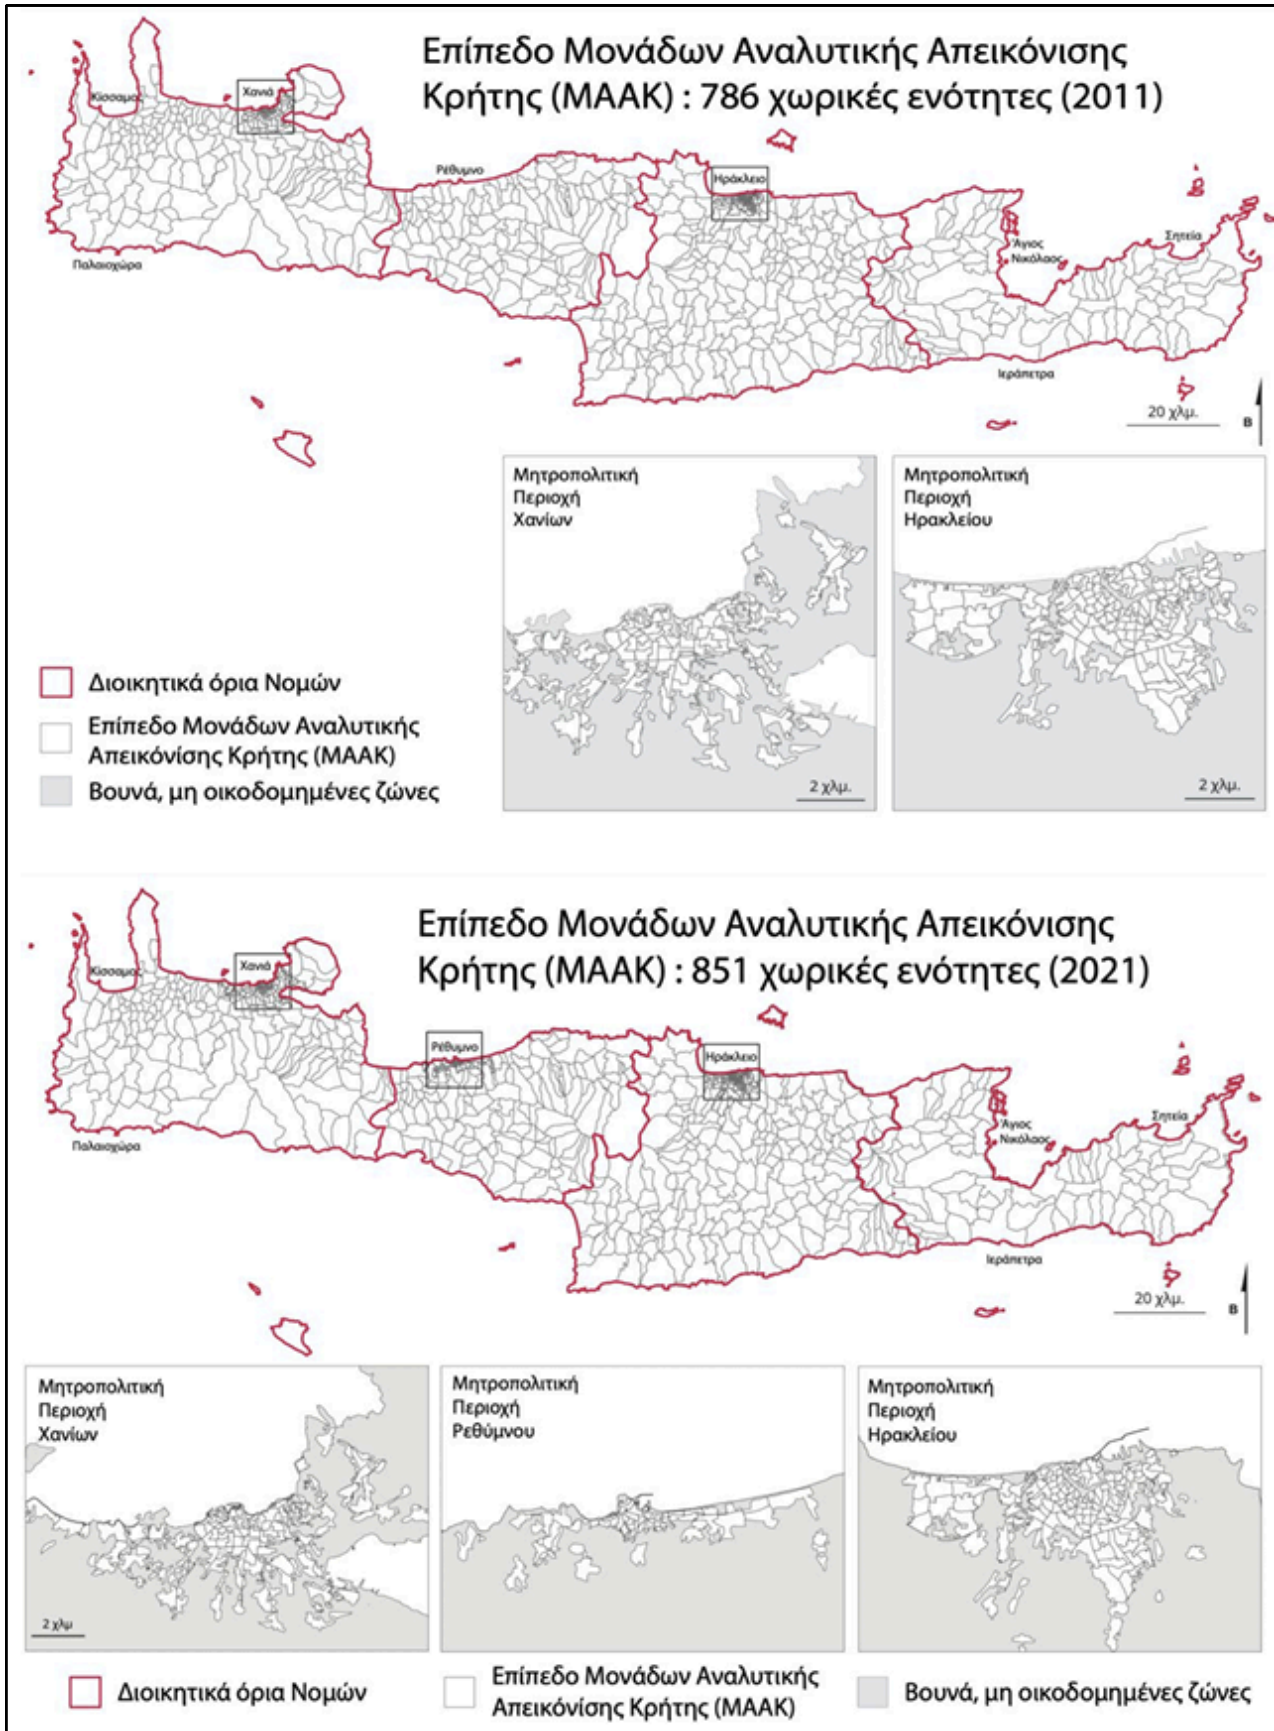 Επίπεδο Μονάδων Αναλυτικής Απεικόνισης
Κρήτης (ΜΑΑΚ) : 786 χωρικές ενότητες (2011)
Κίσσαμος
Χανιά
Ρέθυμνο
Ηράκλειο
Άγιος
Νικόλαος
Σητεία
Παλαιοχώρα
Ιεράπετρα
20 χλμ.
Β
Μητροπολιτική
Περιοχή
Χανίων
2 χλμ.
Μητροπολιτική
Περιοχή
Ηρακλείου
2 χλμ.
Διοικητικά όρια Νομών
Επίπεδο Μονάδων Αναλυτικής
Απεικόνίσης Κρήτης (ΜΑΑΚ)
Βουνά, μη οικοδομημένες ζώνες
Επίπεδο Μονάδων Αναλυτικής Απεικόνισης
Κρήτης (ΜΑΑΚ) : 851 χωρικές ενότητες (2021)
Κίσσαμος
Χανιά
Ρέθυμνο
Ηράκλειο
Άγιος
Νικόλαος
Σητεία
Παλαιοχώρα
Ιεράπετρα
20 χλμ.
Β
Μητροπολιτική
Περιοχή
Χανίων
2 χλμ
Μητροπολιτική
Περιοχή
Ρεθύμνου
Μητροπολιτική
Περιοχή
Ηρακλείου
Διοικητικά όρια Νομών
Επίπεδο Μονάδων Αναλυτικής
Απεικόνίσης Κρήτης (ΜΑΑΚ)
Βουνά, μη οικοδομημένες ζώνες